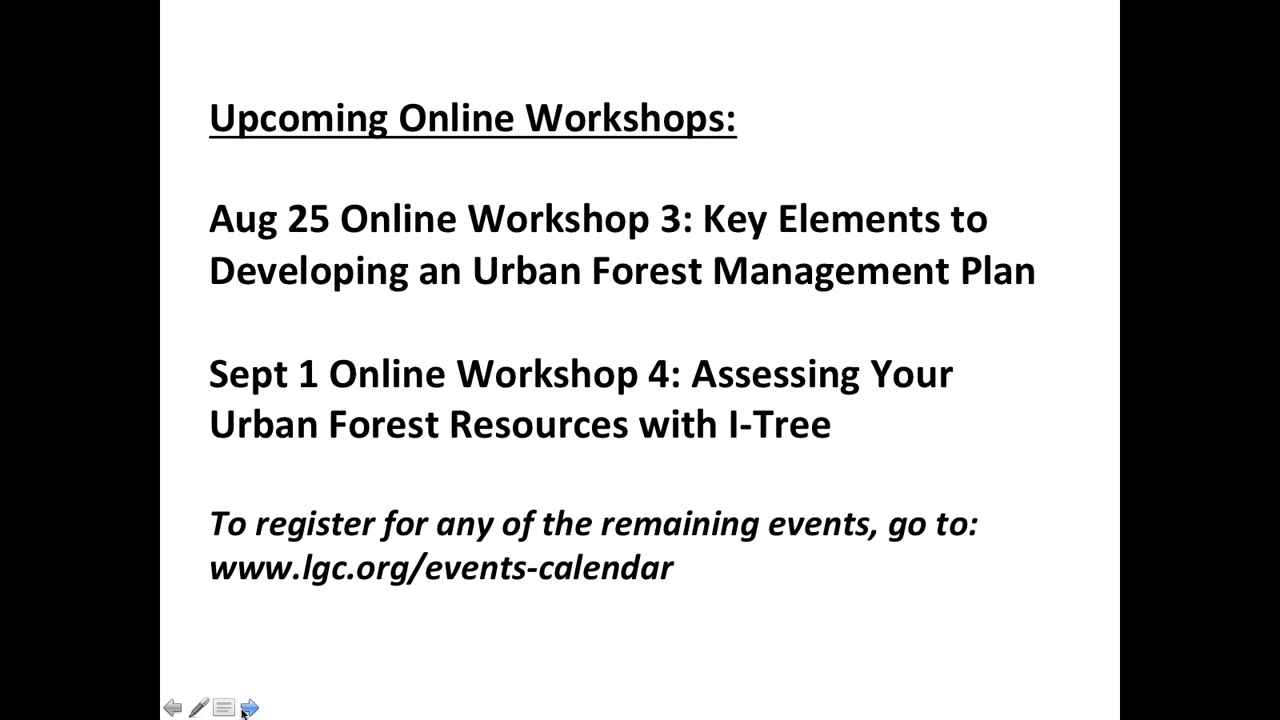 Upcoming Online Workshops:
Aug 25 Online Workshop 3: Key Elements to
Developing an Urban Forest Management Plan
Sept 1 Online Workshop 4: Assessing Your
Urban Forest Resources with I-Tree
To register for any of the remaining events, go to:
www.lgc.org/events-calendar